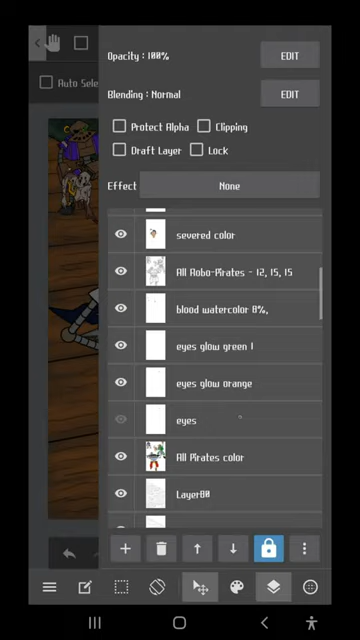 Opacity : 100%
EDIT
Auto Sele
Blending : Normal
EDIT
Protect Alpha
Clipping
Draft Layer
Lock
Effect
None
severed color
All Robo-Pirates - 12, 15, 15
blood watercolor 8%,
eyes glow green 1
eyes glow orange
eyes
All Pirates color
Layer80